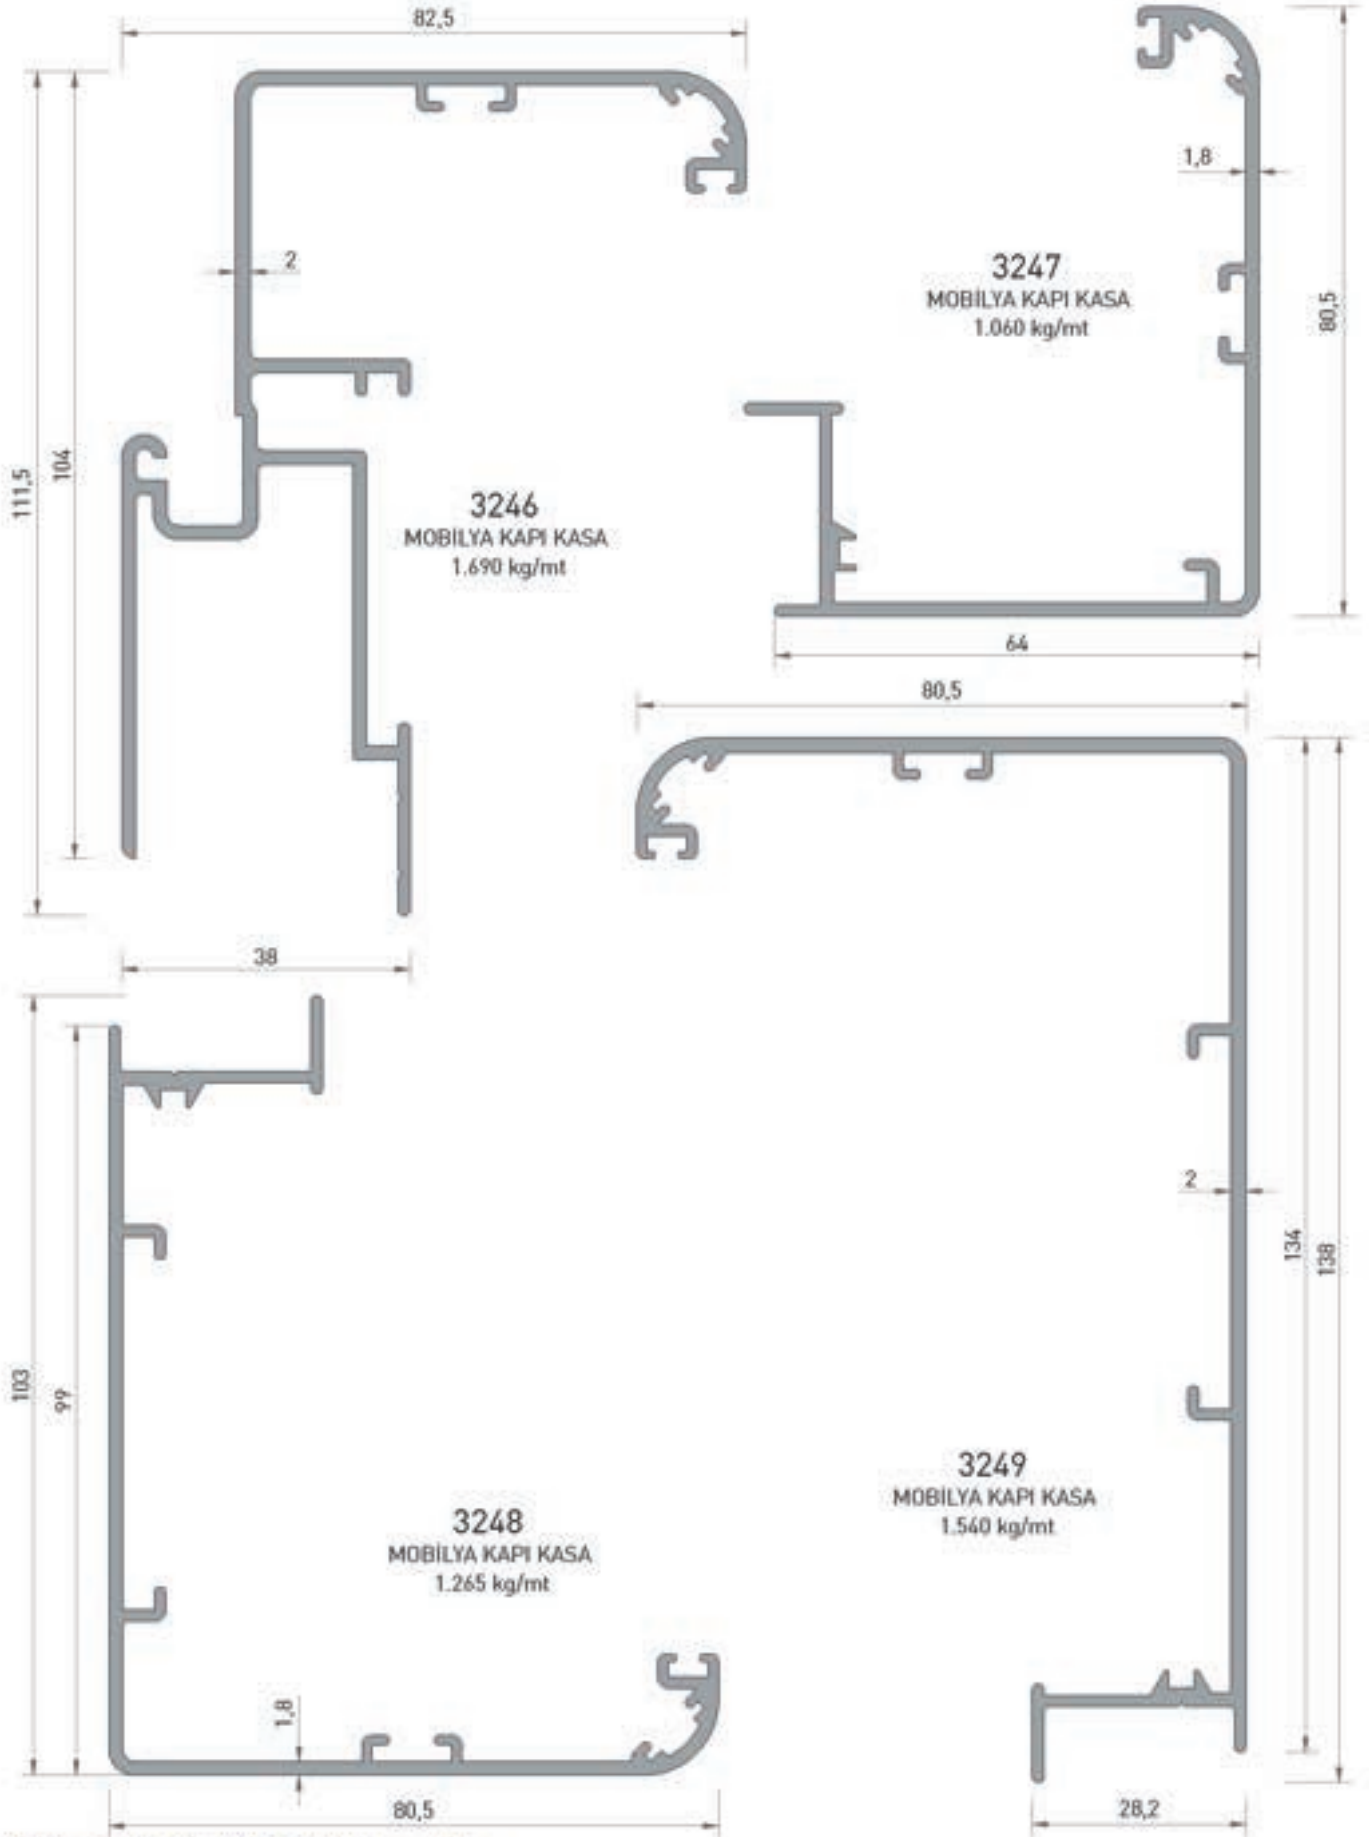 82,5
1,8
2
3247
MOBİLYA KAPI KASA
1.060 kg/mt
80,5
111,5
104
3246
MOBİLYA KAPI KASA
1.690 kg/mt
64
80,5
38
2
134
138
103
99
3249
MOBİLYA KAPI KASA
1.540 kg/mt
3248
MOBİLYA KAPI KASA
1.265 kg/mt
1,8
80,5
28,2